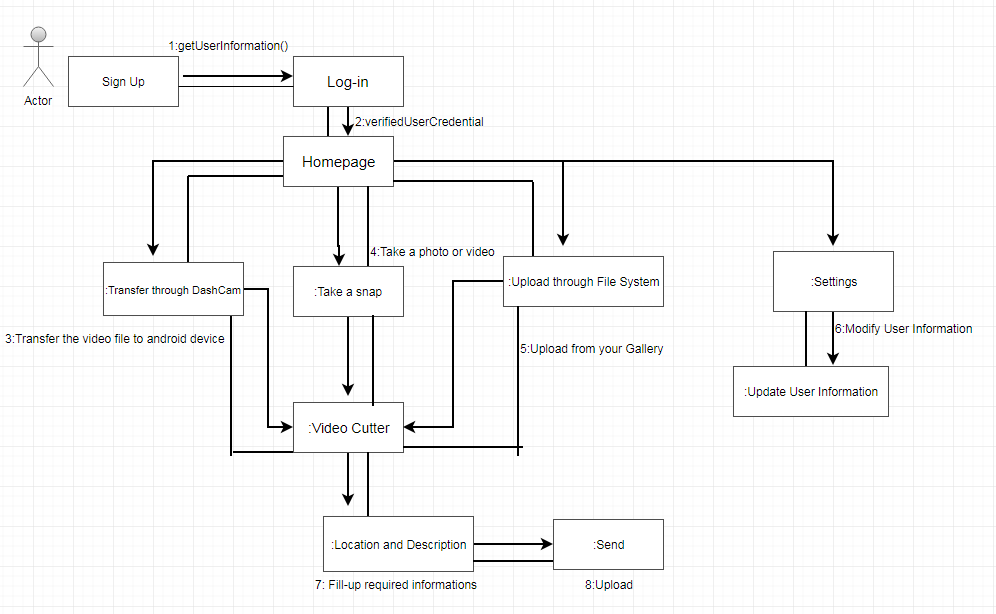 1:getUserInformation()
Sign Up
Log-in
Actor
2:verifiedUserCredential
Homepage
4:Take a photo or video
:Transfer through DashCam
:Take a snap
:Upload through File System
:Settings
3:Transfer the video file to android device
5:Upload from your Gallery
6:Modify User Information
:Update User Information
:Video Cutter
:Location and Description
:Send
7: Fill-up required informations
8:Upload